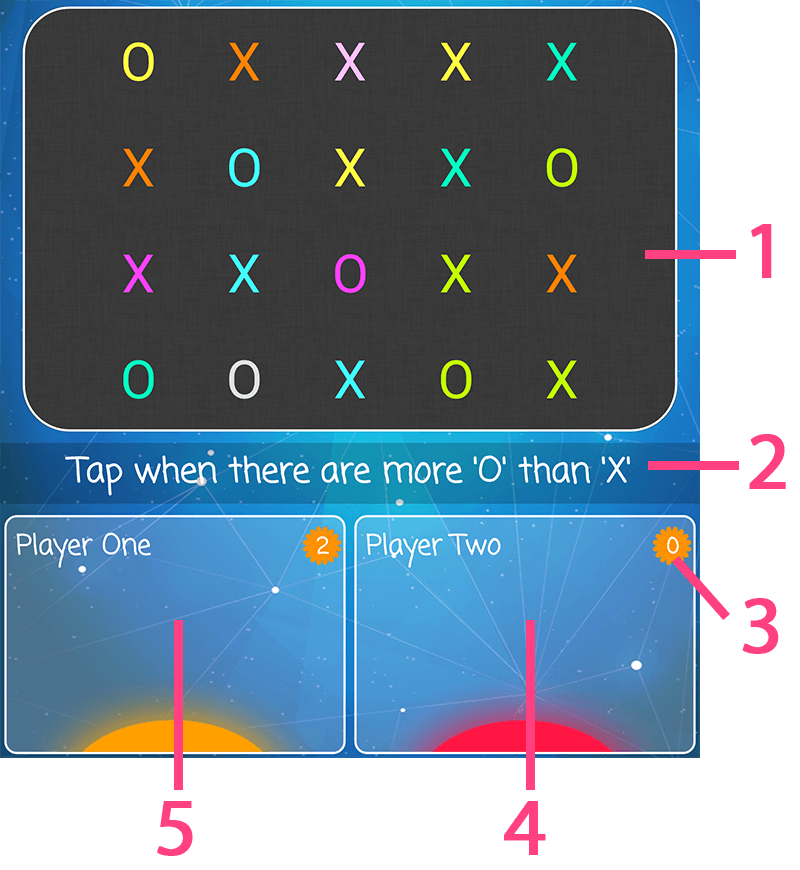 O X X X X
X O X X O
X X O X X
O O X O X
1
Tap when there are more 'O' than 'X'
2
Player One 2 Player Two 0
3
5 4